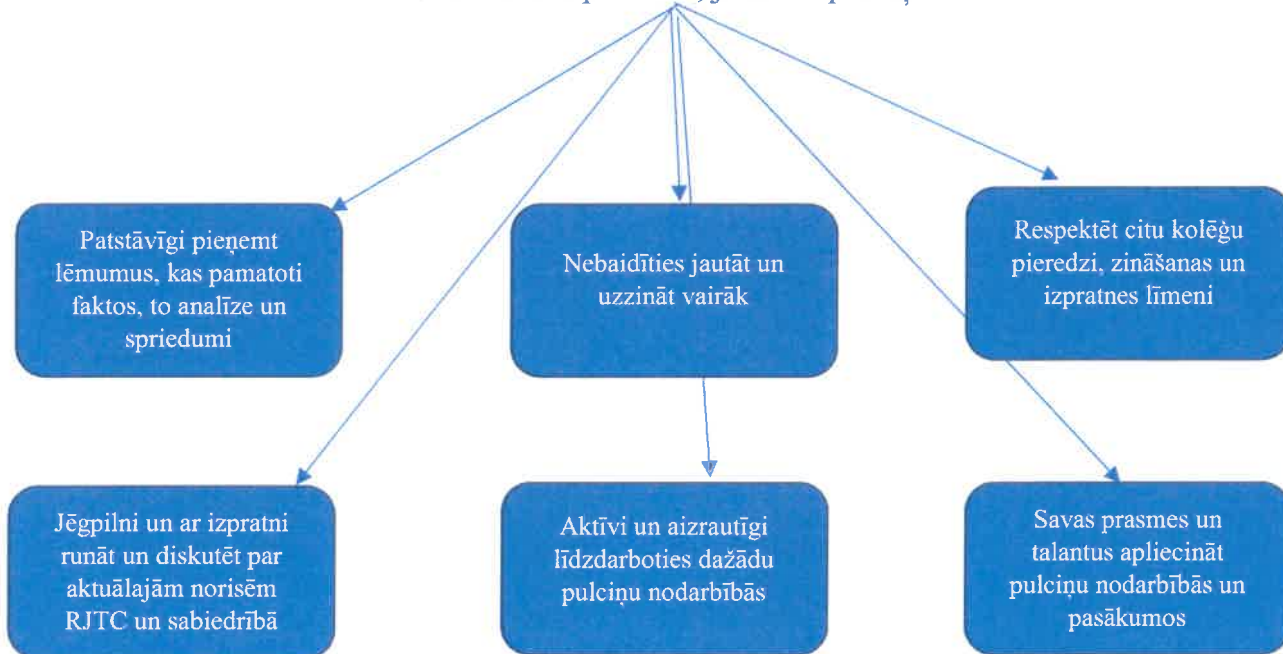 Patstāvīgi pieņemt
lēmumus, kas pamatoti
faktos, to analīze un
spriedumi
Nebaidīties jautāt un
uzzināt vairāk
Respektēt citu kolēģu
pieredzi, zināšanas un
izpratnes līmeni
Jēgpilni un ar izpratni
runāt un diskutēt par
aktuālajām norisēm
RJTC un sabiedrībā
Aktīvi un aizrautīgi
līdzdarboties dažādu
pulciņu nodarbībās
Savas prasmes un
talantus apliecināt
pulciņu nodarbībās un
pasākumos